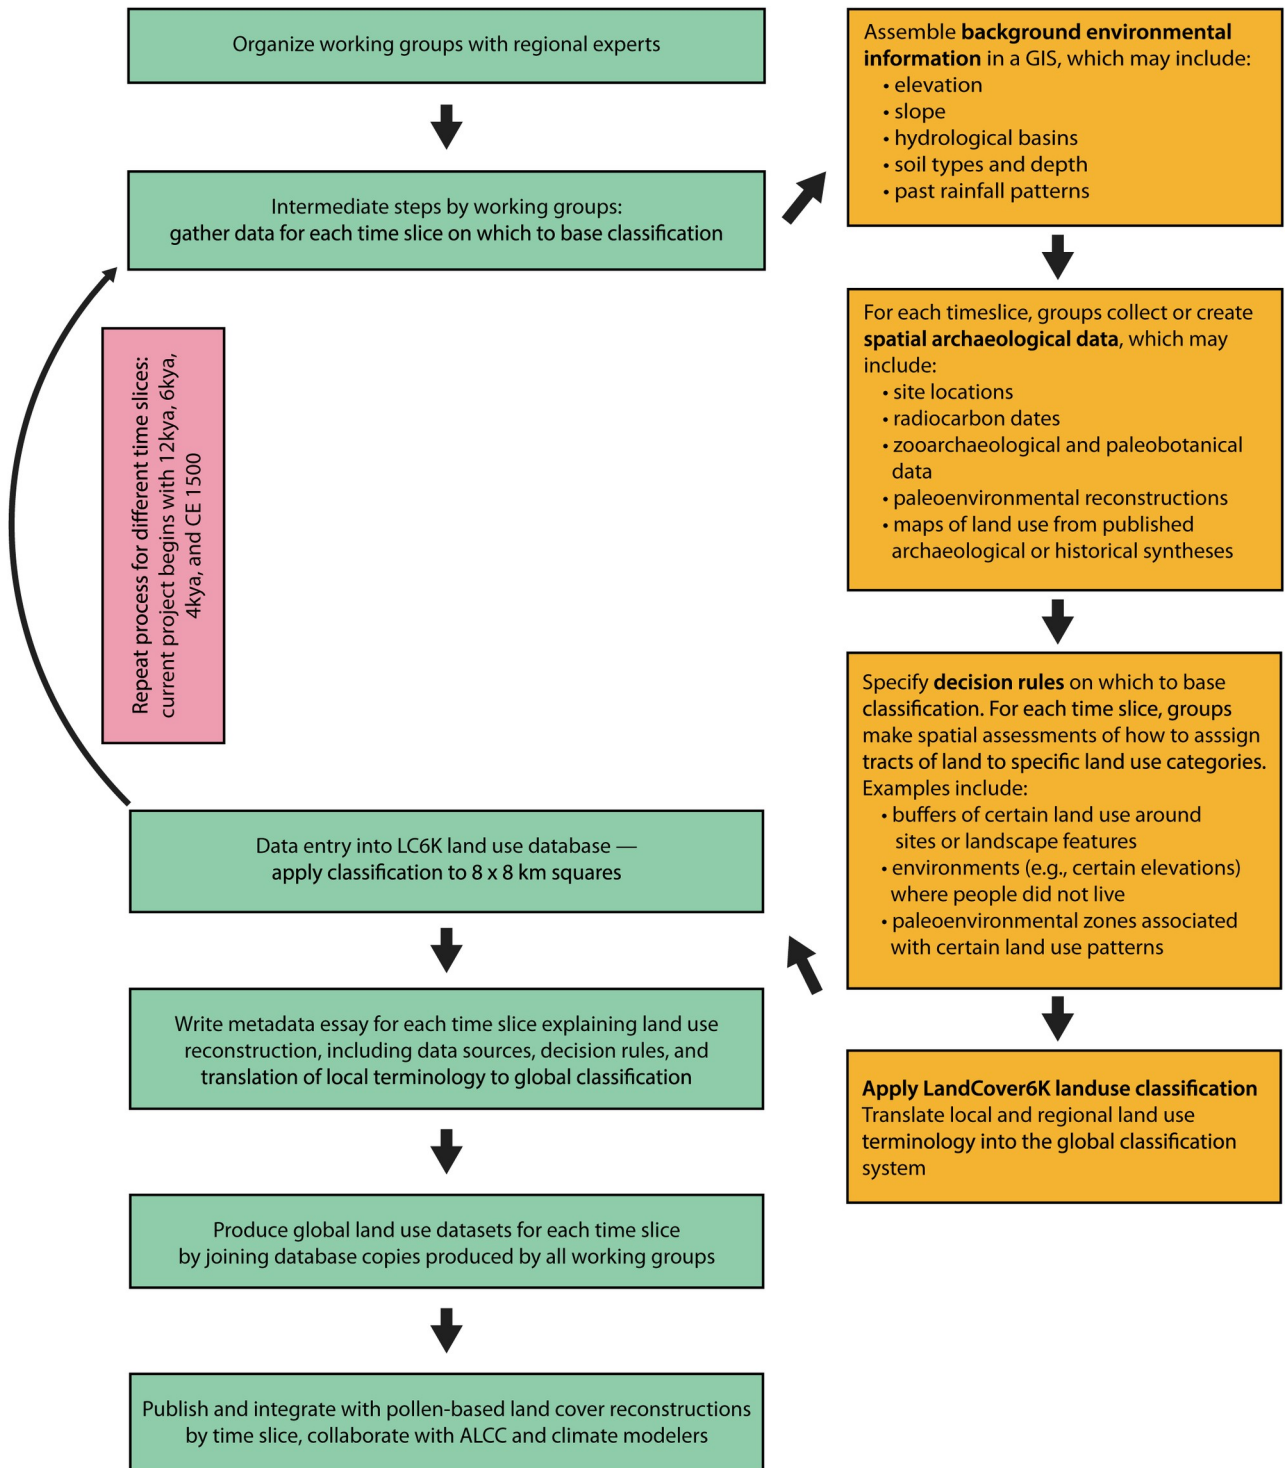 Organize working groups with regional experts
Intermediate steps by working groups:
gather data for each time slice on which to base classification
Assemble background environmental
information in a GIS, which may include:
• elevation
• slope
• hydrological basins
• soil types and depth
• past rainfall patterns
For each timeslice, groups collect or create
spatial archaeological data, which may
include:
• site locations
• radiocarbon dates
• zooarchaeological and paleobotanical
data
• paleoenvironmental reconstructions
• maps of land use from published
archaeological or historical syntheses
Specify decision rules on which to base
classification. For each time slice, groups
make spatial assessments of how to asssign
tracts of land to specific land use categories.
Examples include:
• buffers of certain land use around
sites or landscape features
• environments (e.g., certain elevations)
where people did not live
• paleoenvironmental zones associated
with certain land use patterns
Apply LandCover6K landuse classification
Translate local and regional land use
terminology into the global classification
system
Repeat process for different time slices:
current project begins with 12kya, 6kya,
4kya, and CE 1500
Data entry into LC6K land use database —
apply classification to 8 x 8 km squares
Write metadata essay for each time slice explaining land use
reconstruction, including data sources, decision rules, and
translation of local terminology to global classification
Produce global land use datasets for each time slice
by joining database copies produced by all working groups
Publish and integrate with pollen-based land cover reconstructions
by time slice, collaborate with ALCC and climate modelers